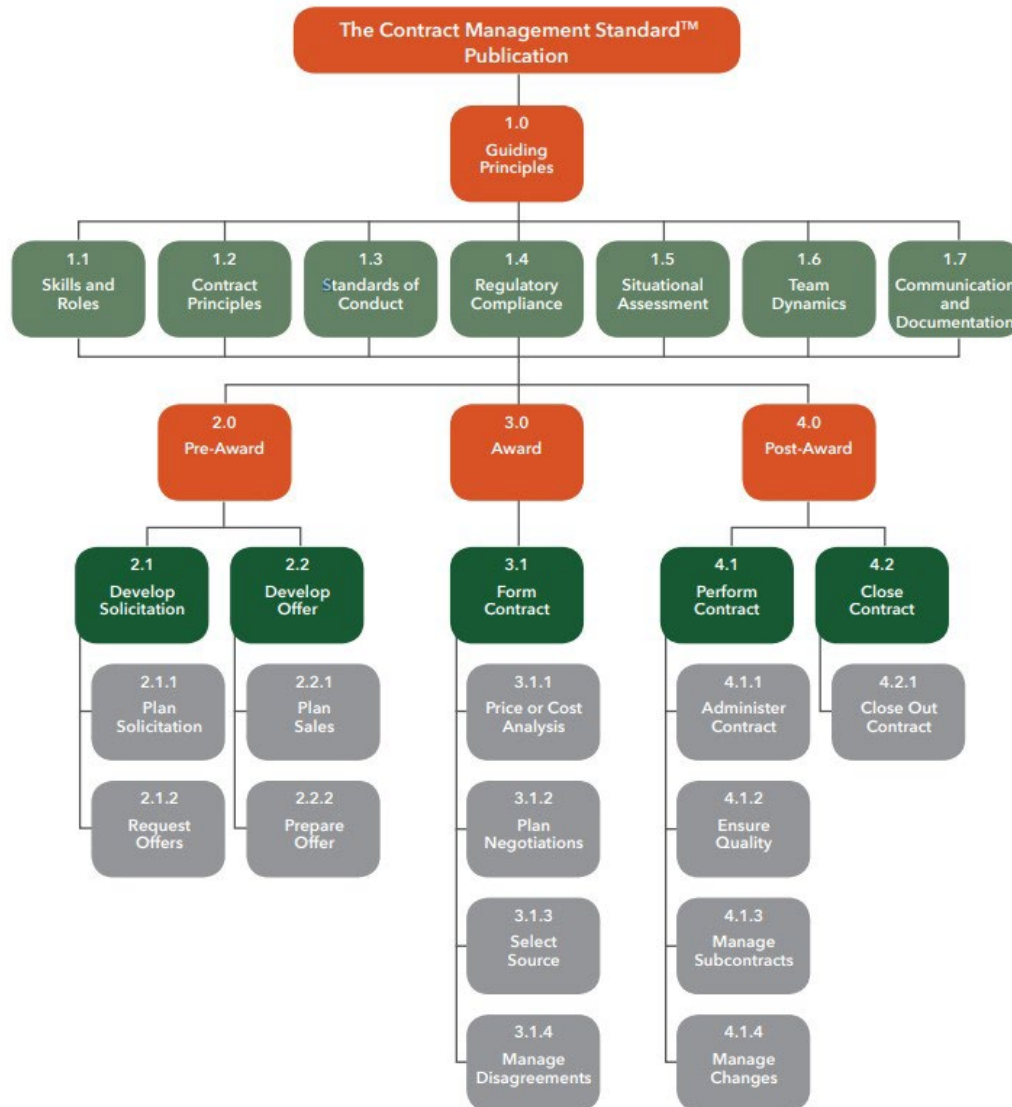 The Contract Management Standard™
Publication
1.0
Guiding
Principles
1.1
Skills and
Roles
1.2
Contract
Principles
1.3
Standards of
Conduct
1.4
Regulatory
Compliance
1.5
Situational
Assessment
1.6
Team
Dynamics
1.7
Communication
and
Documentation
2.0
Pre-Award
3.0
Award
4.0
Post-Award
2.1
Develop
Solicitation
2.2
Develop
Offer
3.1
Form
Contract
4.1
Perform
Contract
4.2
Close
Contract
2.1.1
Plan
Solicitation
2.2.1
Plan
Sales
3.1.1
Price or Cost
Analysis
4.1.1
Administer
Contract
4.2.1
Close Out
Contract
2.1.2
Request
Offers
2.2.2
Prepare
Offer
3.1.2
Plan
Negotiations
4.1.2
Ensure
Quality
3.1.3
Select
Source
4.1.3
Manage
Subcontracts
3.1.4
Manage
Disagreements
4.1.4
Manage
Changes